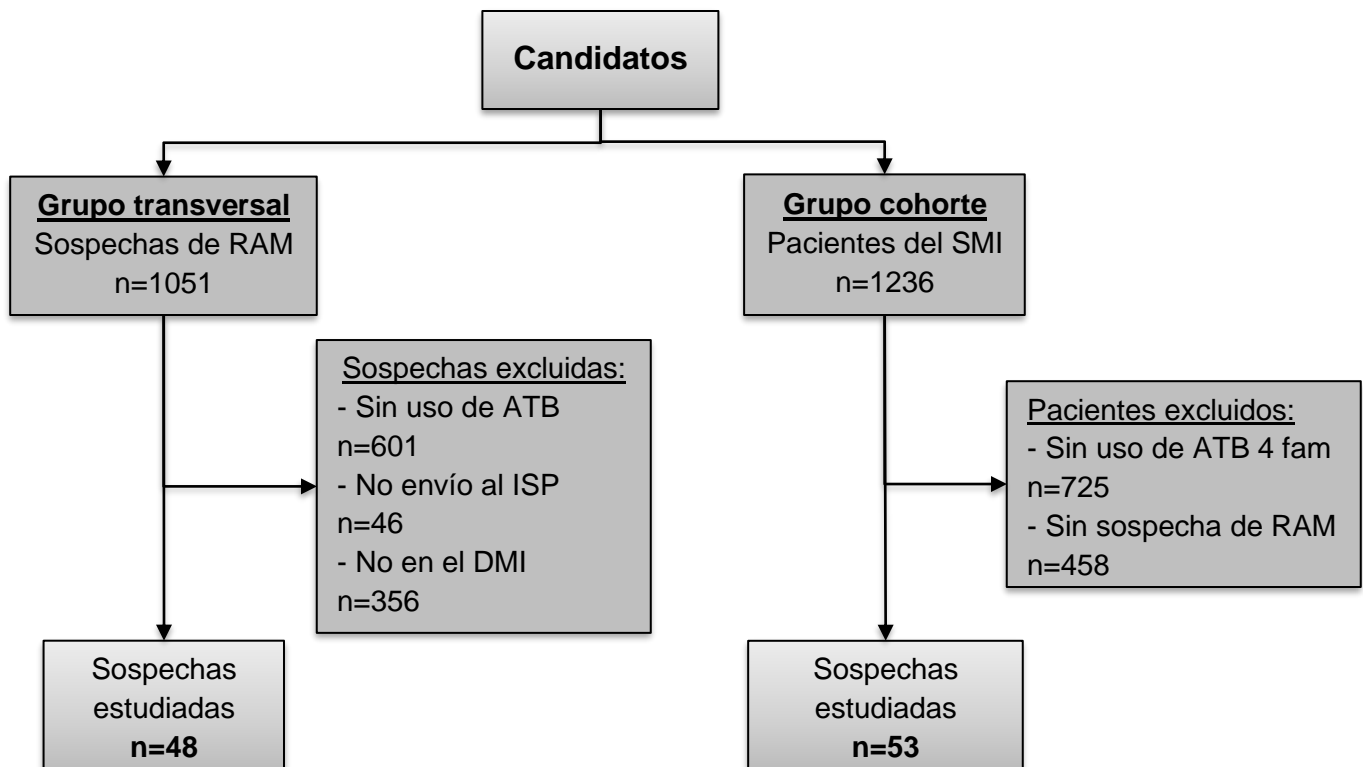 Candidatos
Grupo transversal
Sospechas de RAM
n=1051
Grupo cohorte
Pacientes del SMI
n=1236
Sospechas excluidas:
- Sin uso de ATB
n=601
- No envío al ISP
n=46
- No en el DMI
n=356
Pacientes excluidos:
- Sin uso de ATB 4 fam
n=725
- Sin sospecha de RAM
n=458
Sospechas
estudiadas
n=48
Sospechas
estudiadas
n=53